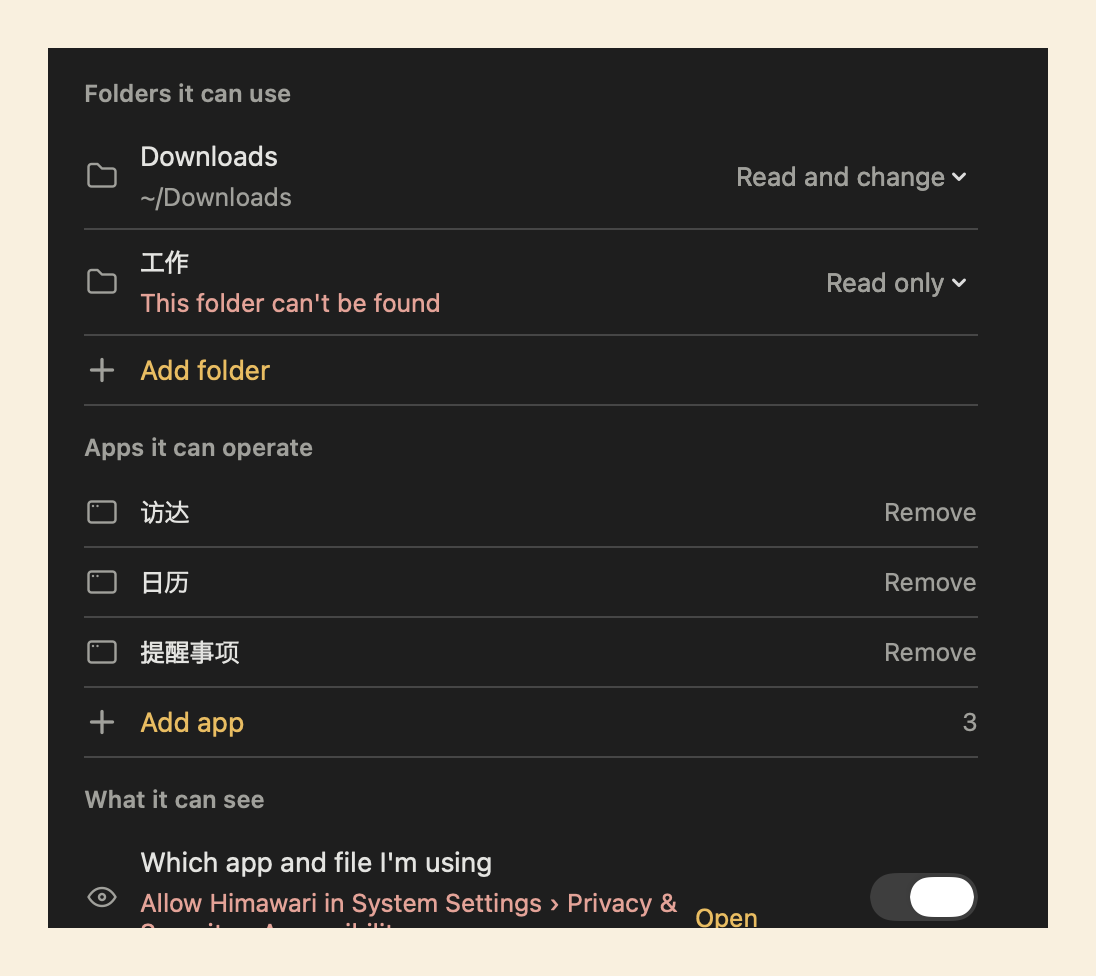 Folders it can use
Downloads
~/Downloads
Read and change
工作
This folder can't be found
Read only
Add folder
Apps it can operate
访达
Remove
日历
Remove
提醒事项
Remove
Add app
3
What it can see
Which app and file I'm using
Allow Himawari in System Settings › Privacy &
Open